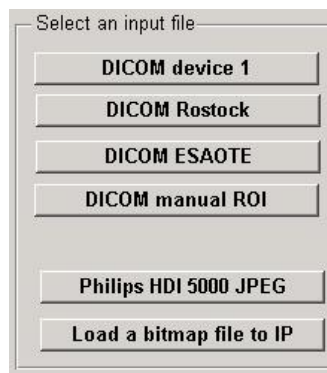 Select an input file
DICOM device 1
DICOM Rostock
DICOM ESAOTE
DICOM manual ROI
Philips HDI 5000 JPEG
Load a bitmap file to IP